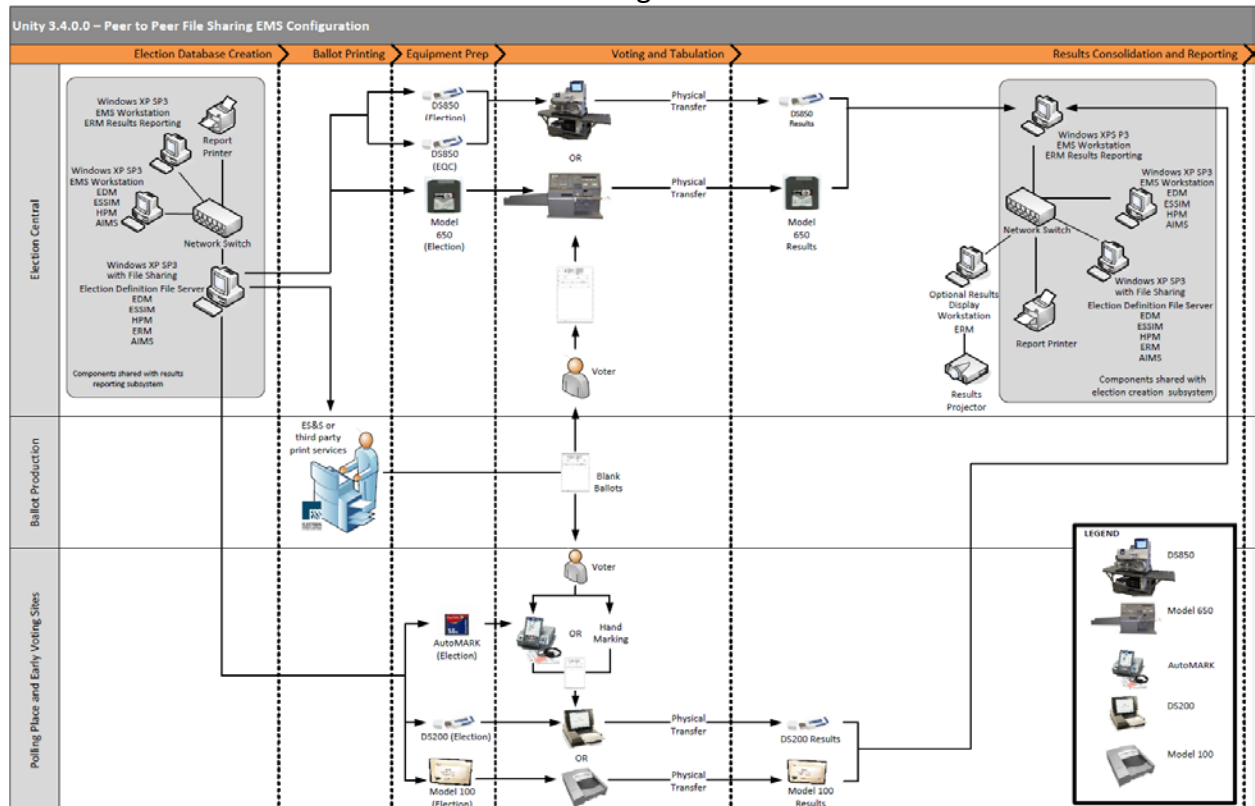 Unity 3.4.0.0 – Peer to Peer File Sharing EMS Configuration
Election Database Creation
Ballot Printing
Equipment Prep
Voting and Tabulation
Results Consolidation and Reporting
Election Central
Windows XP SP3
EMS Workstation
ERM Results Reporting
Report
Printer
Windows XP SP3
EMS Workstation
EDM
ESSIM
HPM
AIMS
Network Switch
Windows XP SP3
with File Sharing
Election Definition File Server
EDM
ESSIM
HPM
ERM
AIMS
Components shared with results
reporting subsystem
DS850
(Election)
DS850
(EQC)
Model
650
(Election)
OR
Voter
Physical
Transfer
Physical
Transfer
DS850
Results
Model
650
Results
Windows XPS P3
EMS Workstation
ERM Results Reporting
Windows XP SP3
EMS Workstation
EDM
ESSIM
HPM
AIMS
Network Switch
Windows XP SP3
with File Sharing
Election Definition File Server
EDM
ESSIM
HPM
ERM
AIMS
Optional Results
Display
Workstation
ERM
Report Printer
Results
Projector
Components shared with
election creation subsystem
Ballot Production
ES&S or
third party
print services
Blank
Ballots
Polling Place and Early Voting Sites
Voter
AutoMARK
(Election)
OR
Hand
Marking
DS200 (Election)
Physical
Transfer
DS200 Results
OR
Model 100
(Election)
Physical
Transfer
Model 100
Results
LEGEND
DS850
Model 650
AutoMARK
DS200
Model 100